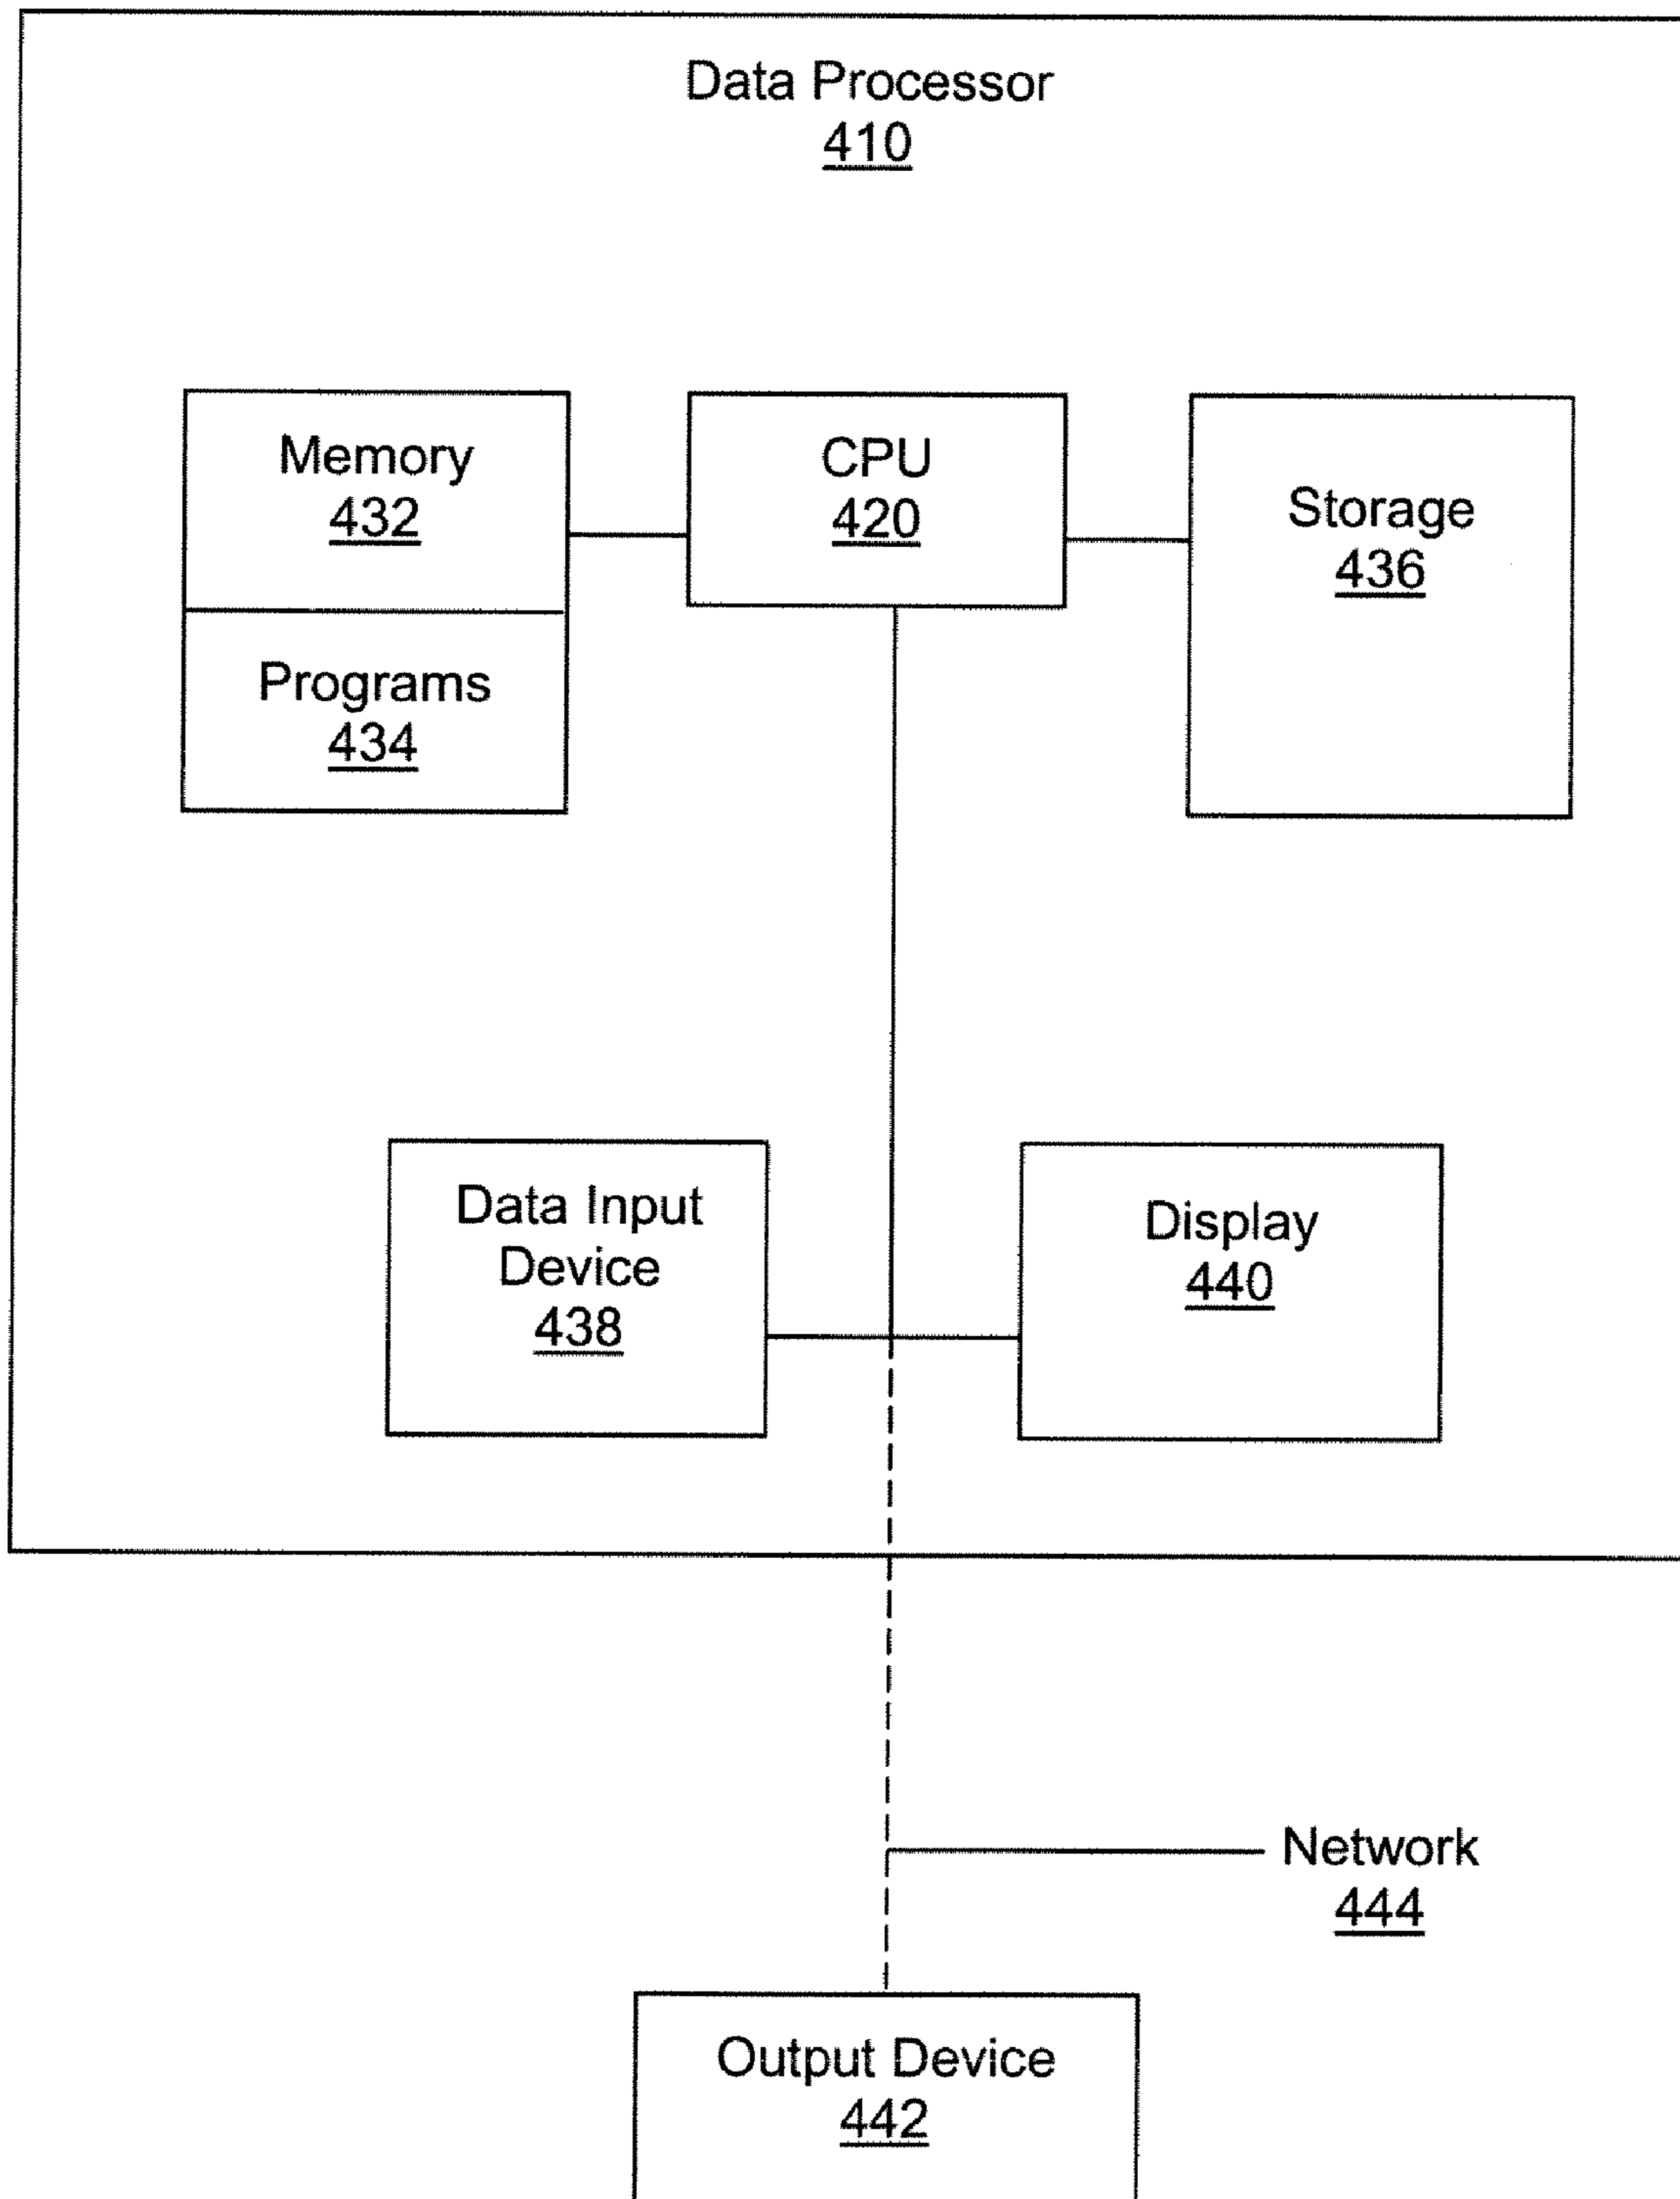 Data Processor
410
Memory
432
CPU
420
Storage
436
Programs
434
Data Input
Device
438
Display
440
Network
444
Output Device
442